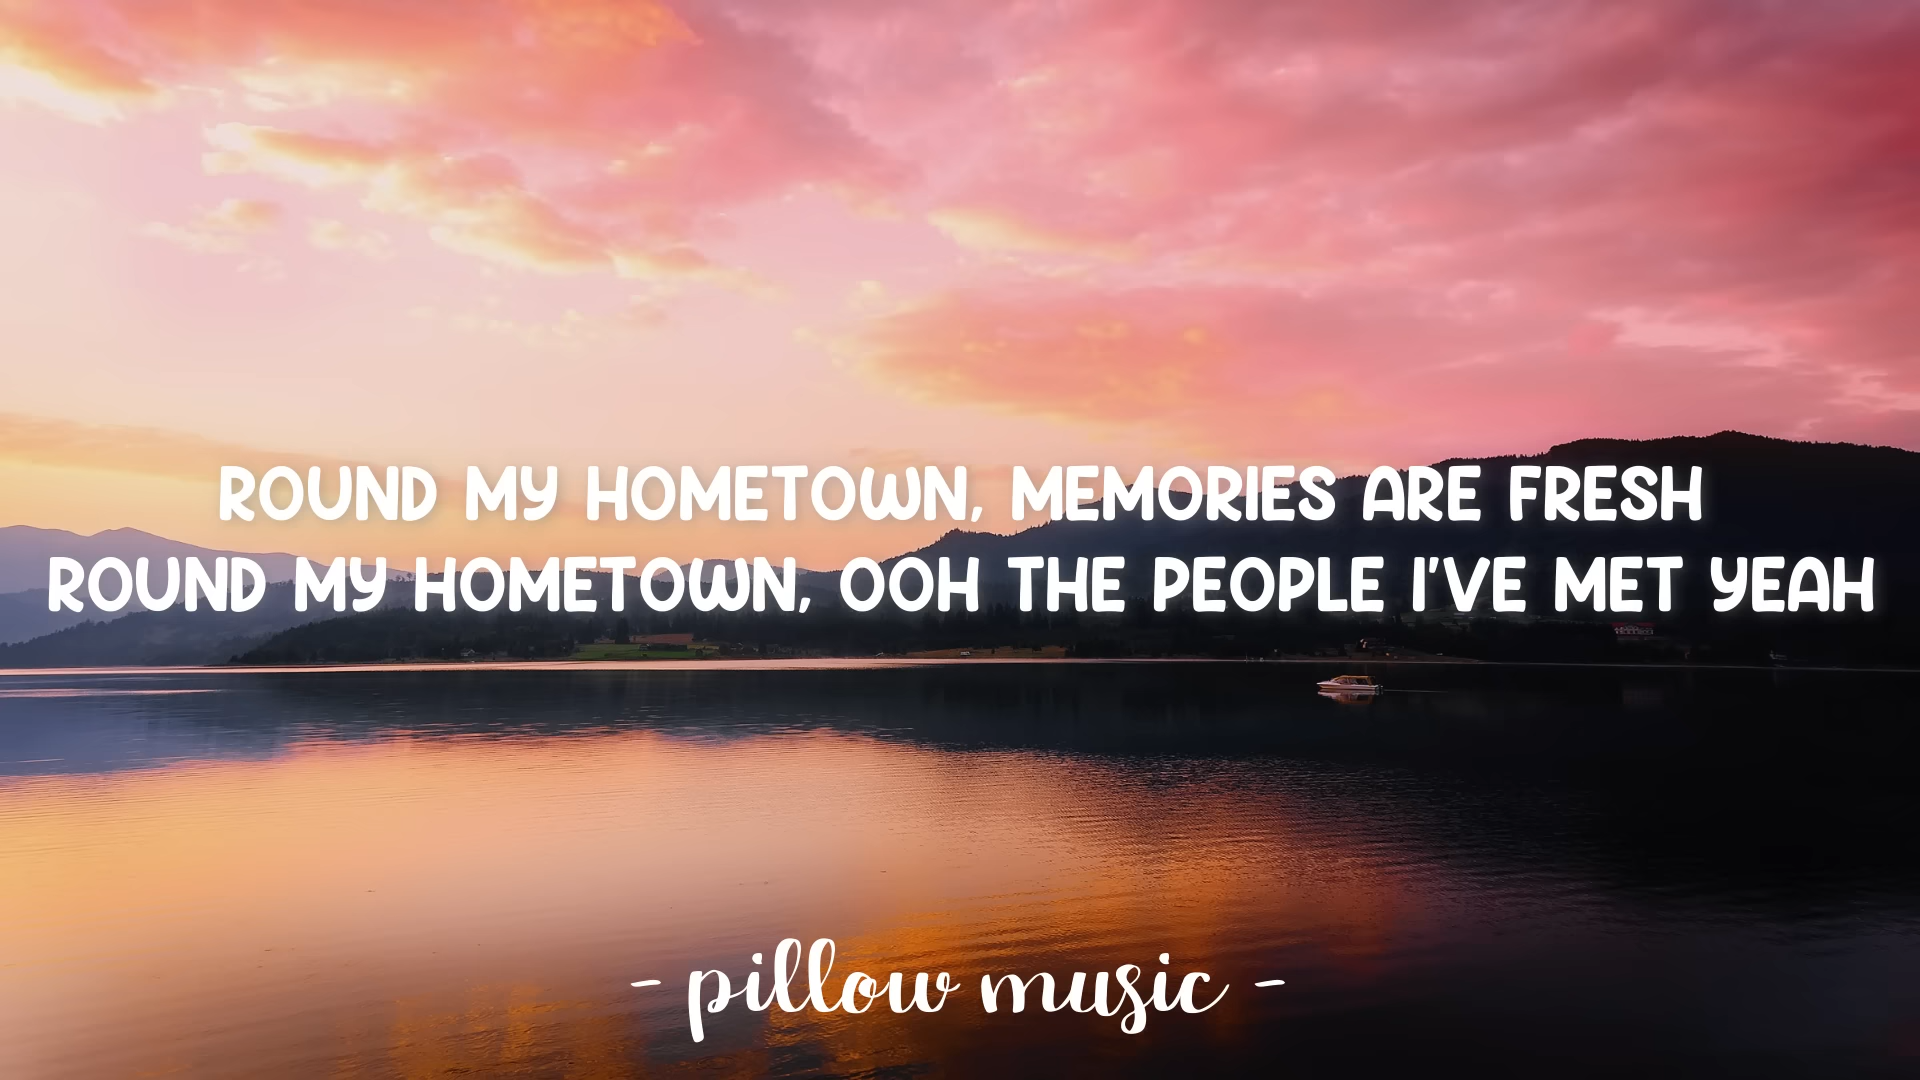 ROUND MY HOMETOWN, MEMORIES ARE FRESH
ROUND MY HOMETOWN, OOH THE PEOPLE I'VE MET YEAH
- pillow music -